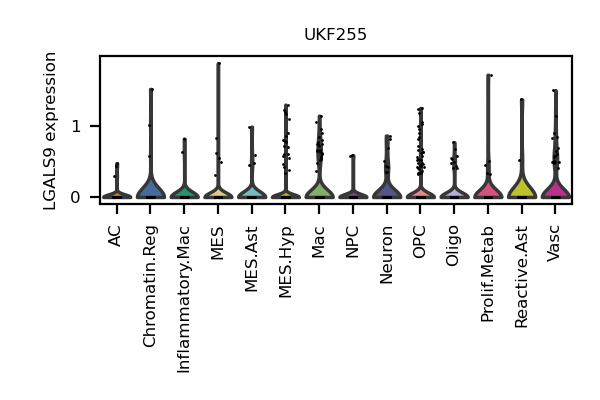 UKF255
LGALS9 expression
1
0
AC
Chromatin.Reg
Inflammatory.Mac
MES
MES.Ast
MES.Hyp
Mac
NPC
Neuron
OPC
Oligo
Prolif.Metab
Reactive.Ast
Vasc